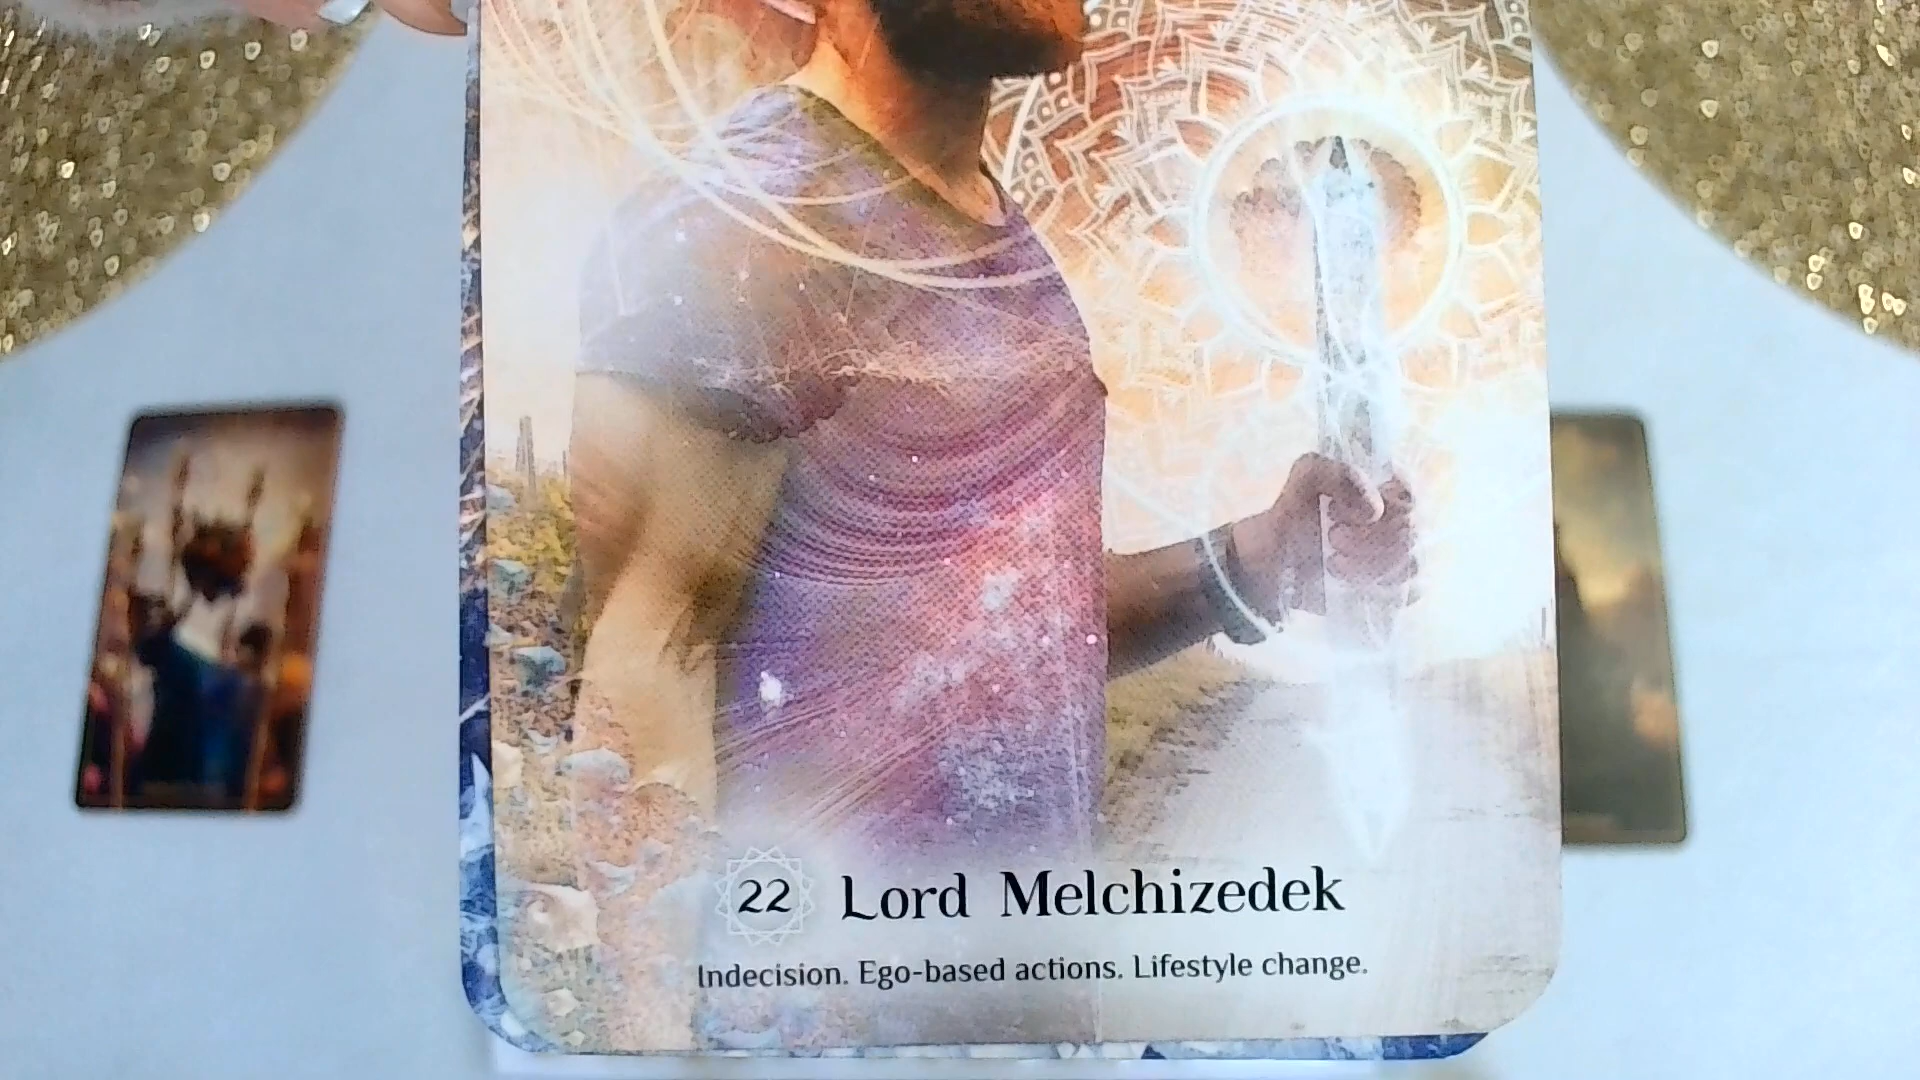 22 Lord Melchizedek
Indecision. Ego-based actions. Lifestyle change.